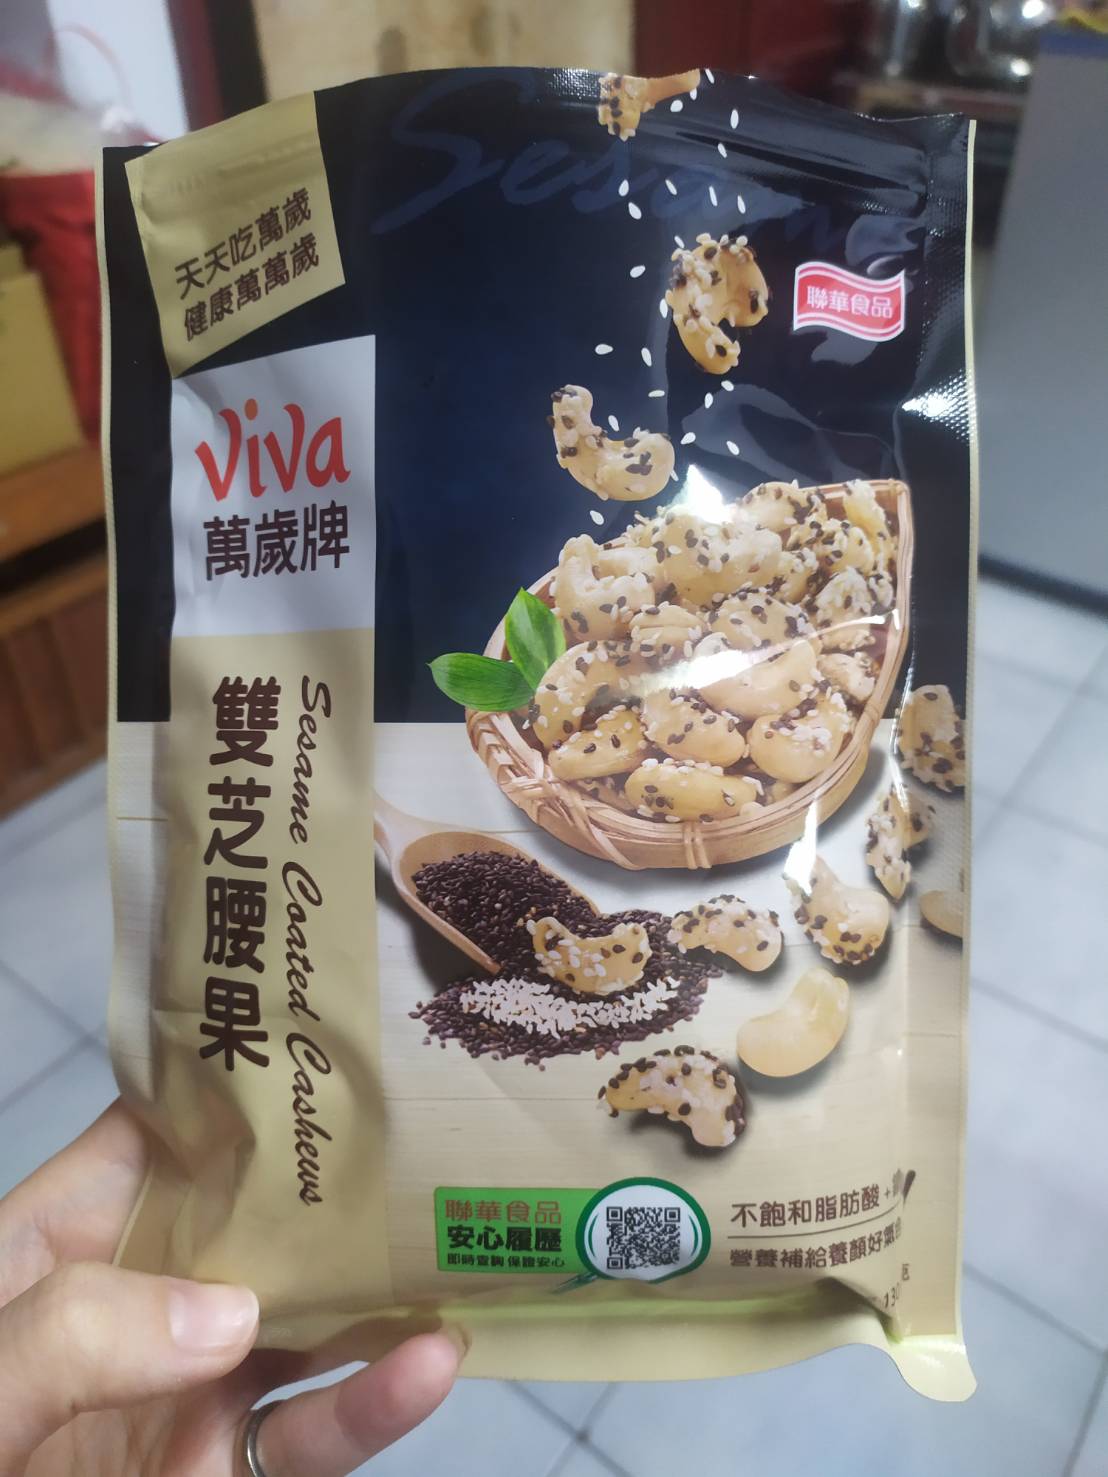 Sesame
天天吃萬歲
健康萬萬歲
聯華食品
viva
萬歲牌
雙芝腰果
Sesame Coated Cashews
聯華食品
安心履歷
即時查詢 保證安心
不飽和脂肪酸 +
營養補給養顏好氣